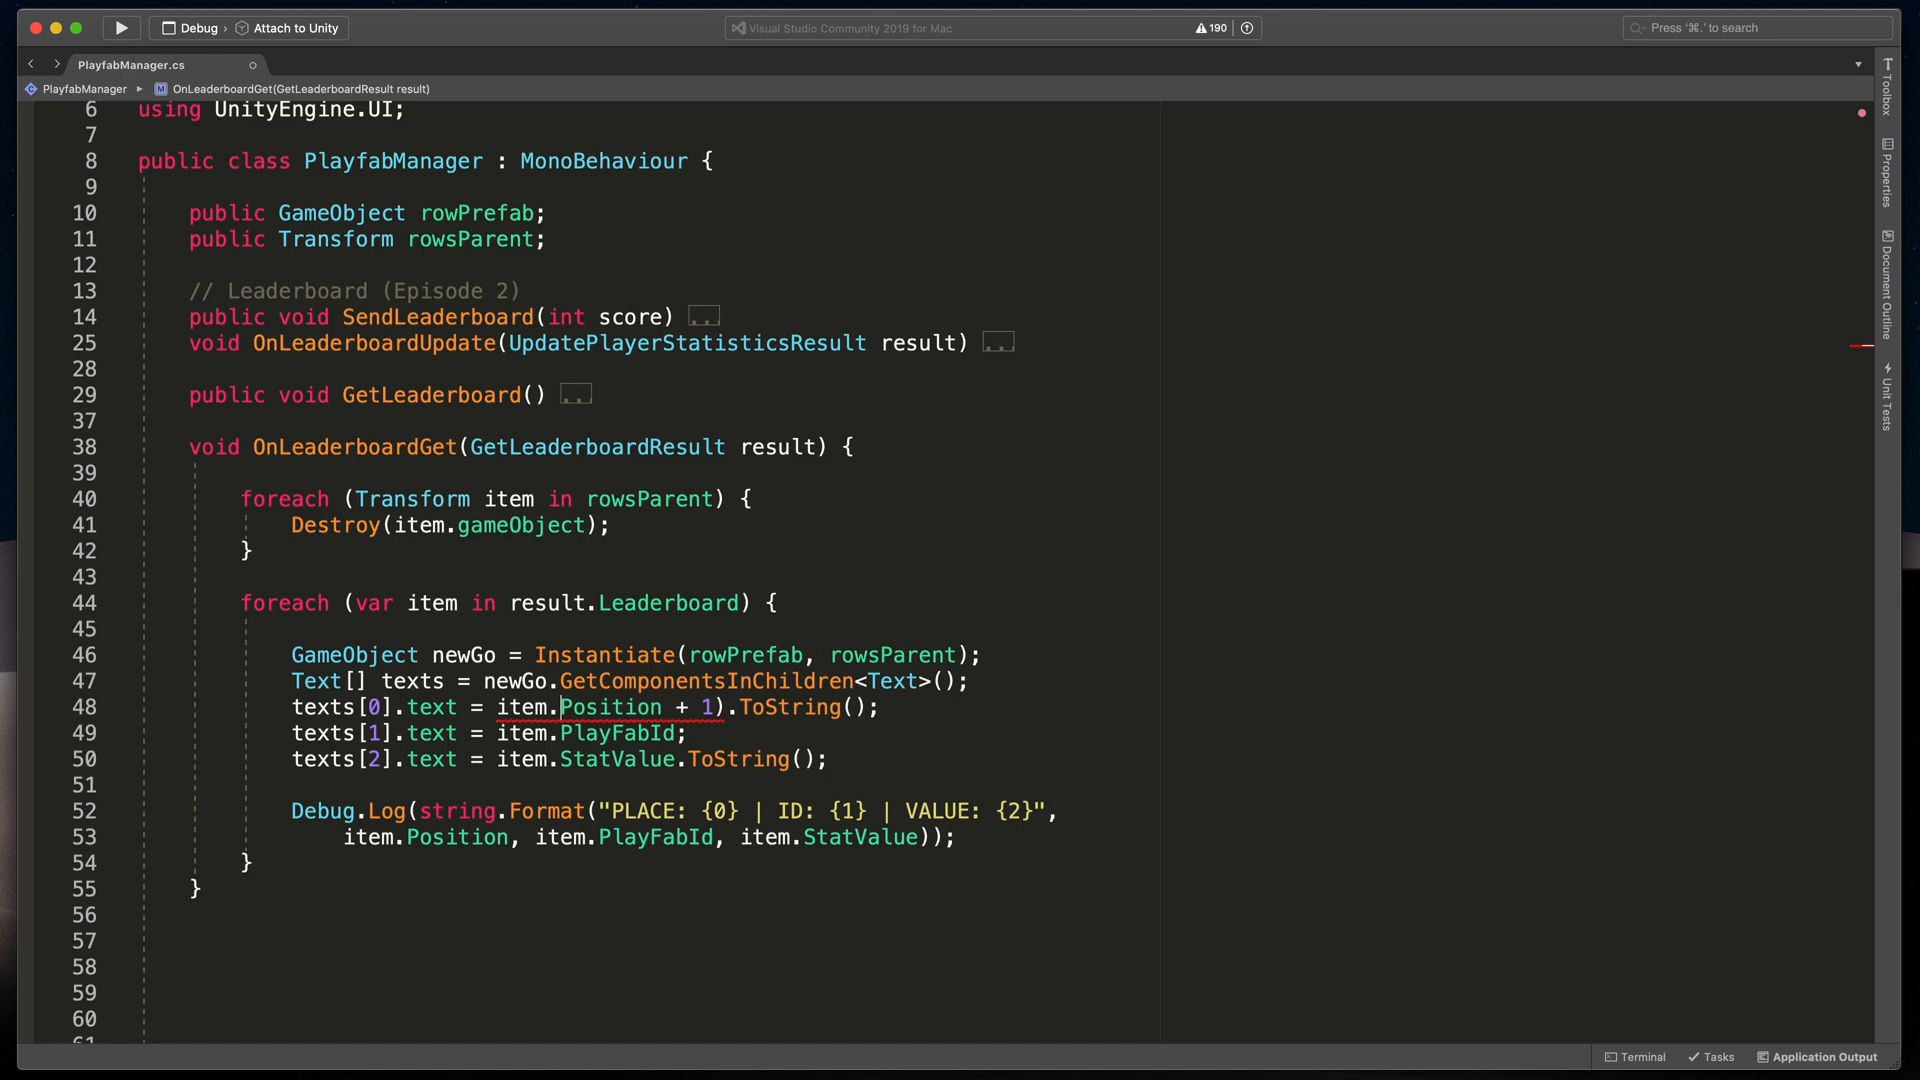 Debug › Attach to Unity
Visual Studio Community 2019 for Mac
190
Press ‘⌘.’ to search
PlayfabManager.cs
PlayfabManager ▸ M OnLeaderboardGet(GetLeaderboardResult result)
6 using UnityEngine.UI;
7
8 public class PlayfabManager : MonoBehaviour {
9
10 public GameObject rowPrefab;
11 public Transform rowsParent;
12
13 // Leaderboard (Episode 2)
14 public void SendLeaderboard(int score) ...
25 void OnLeaderboardUpdate(UpdatePlayerStatisticsResult result) ...
28
29 public void GetLeaderboard() ...
37
38 void OnLeaderboardGet(GetLeaderboardResult result) {
39
40 foreach (Transform item in rowsParent) {
41 Destroy(item.gameObject);
42 }
43
44 foreach (var item in result.Leaderboard) {
45
46 GameObject newGo = Instantiate(rowPrefab, rowsParent);
47 Text[] texts = newGo.GetComponentsInChildren<Text>();
48 texts[0].text = item.Position + 1).ToString();
49 texts[1].text = item.PlayFabId;
50 texts[2].text = item.StatValue.ToString();
51
52 Debug.Log(string.Format("PLACE: {0} | ID: {1} | VALUE: {2}",
53 item.Position, item.PlayFabId, item.StatValue));
54 }
55 }
56
57
58
59
60
61
Toolbox
Properties
Document Outline
Unit Tests
Terminal
Tasks
Application Output